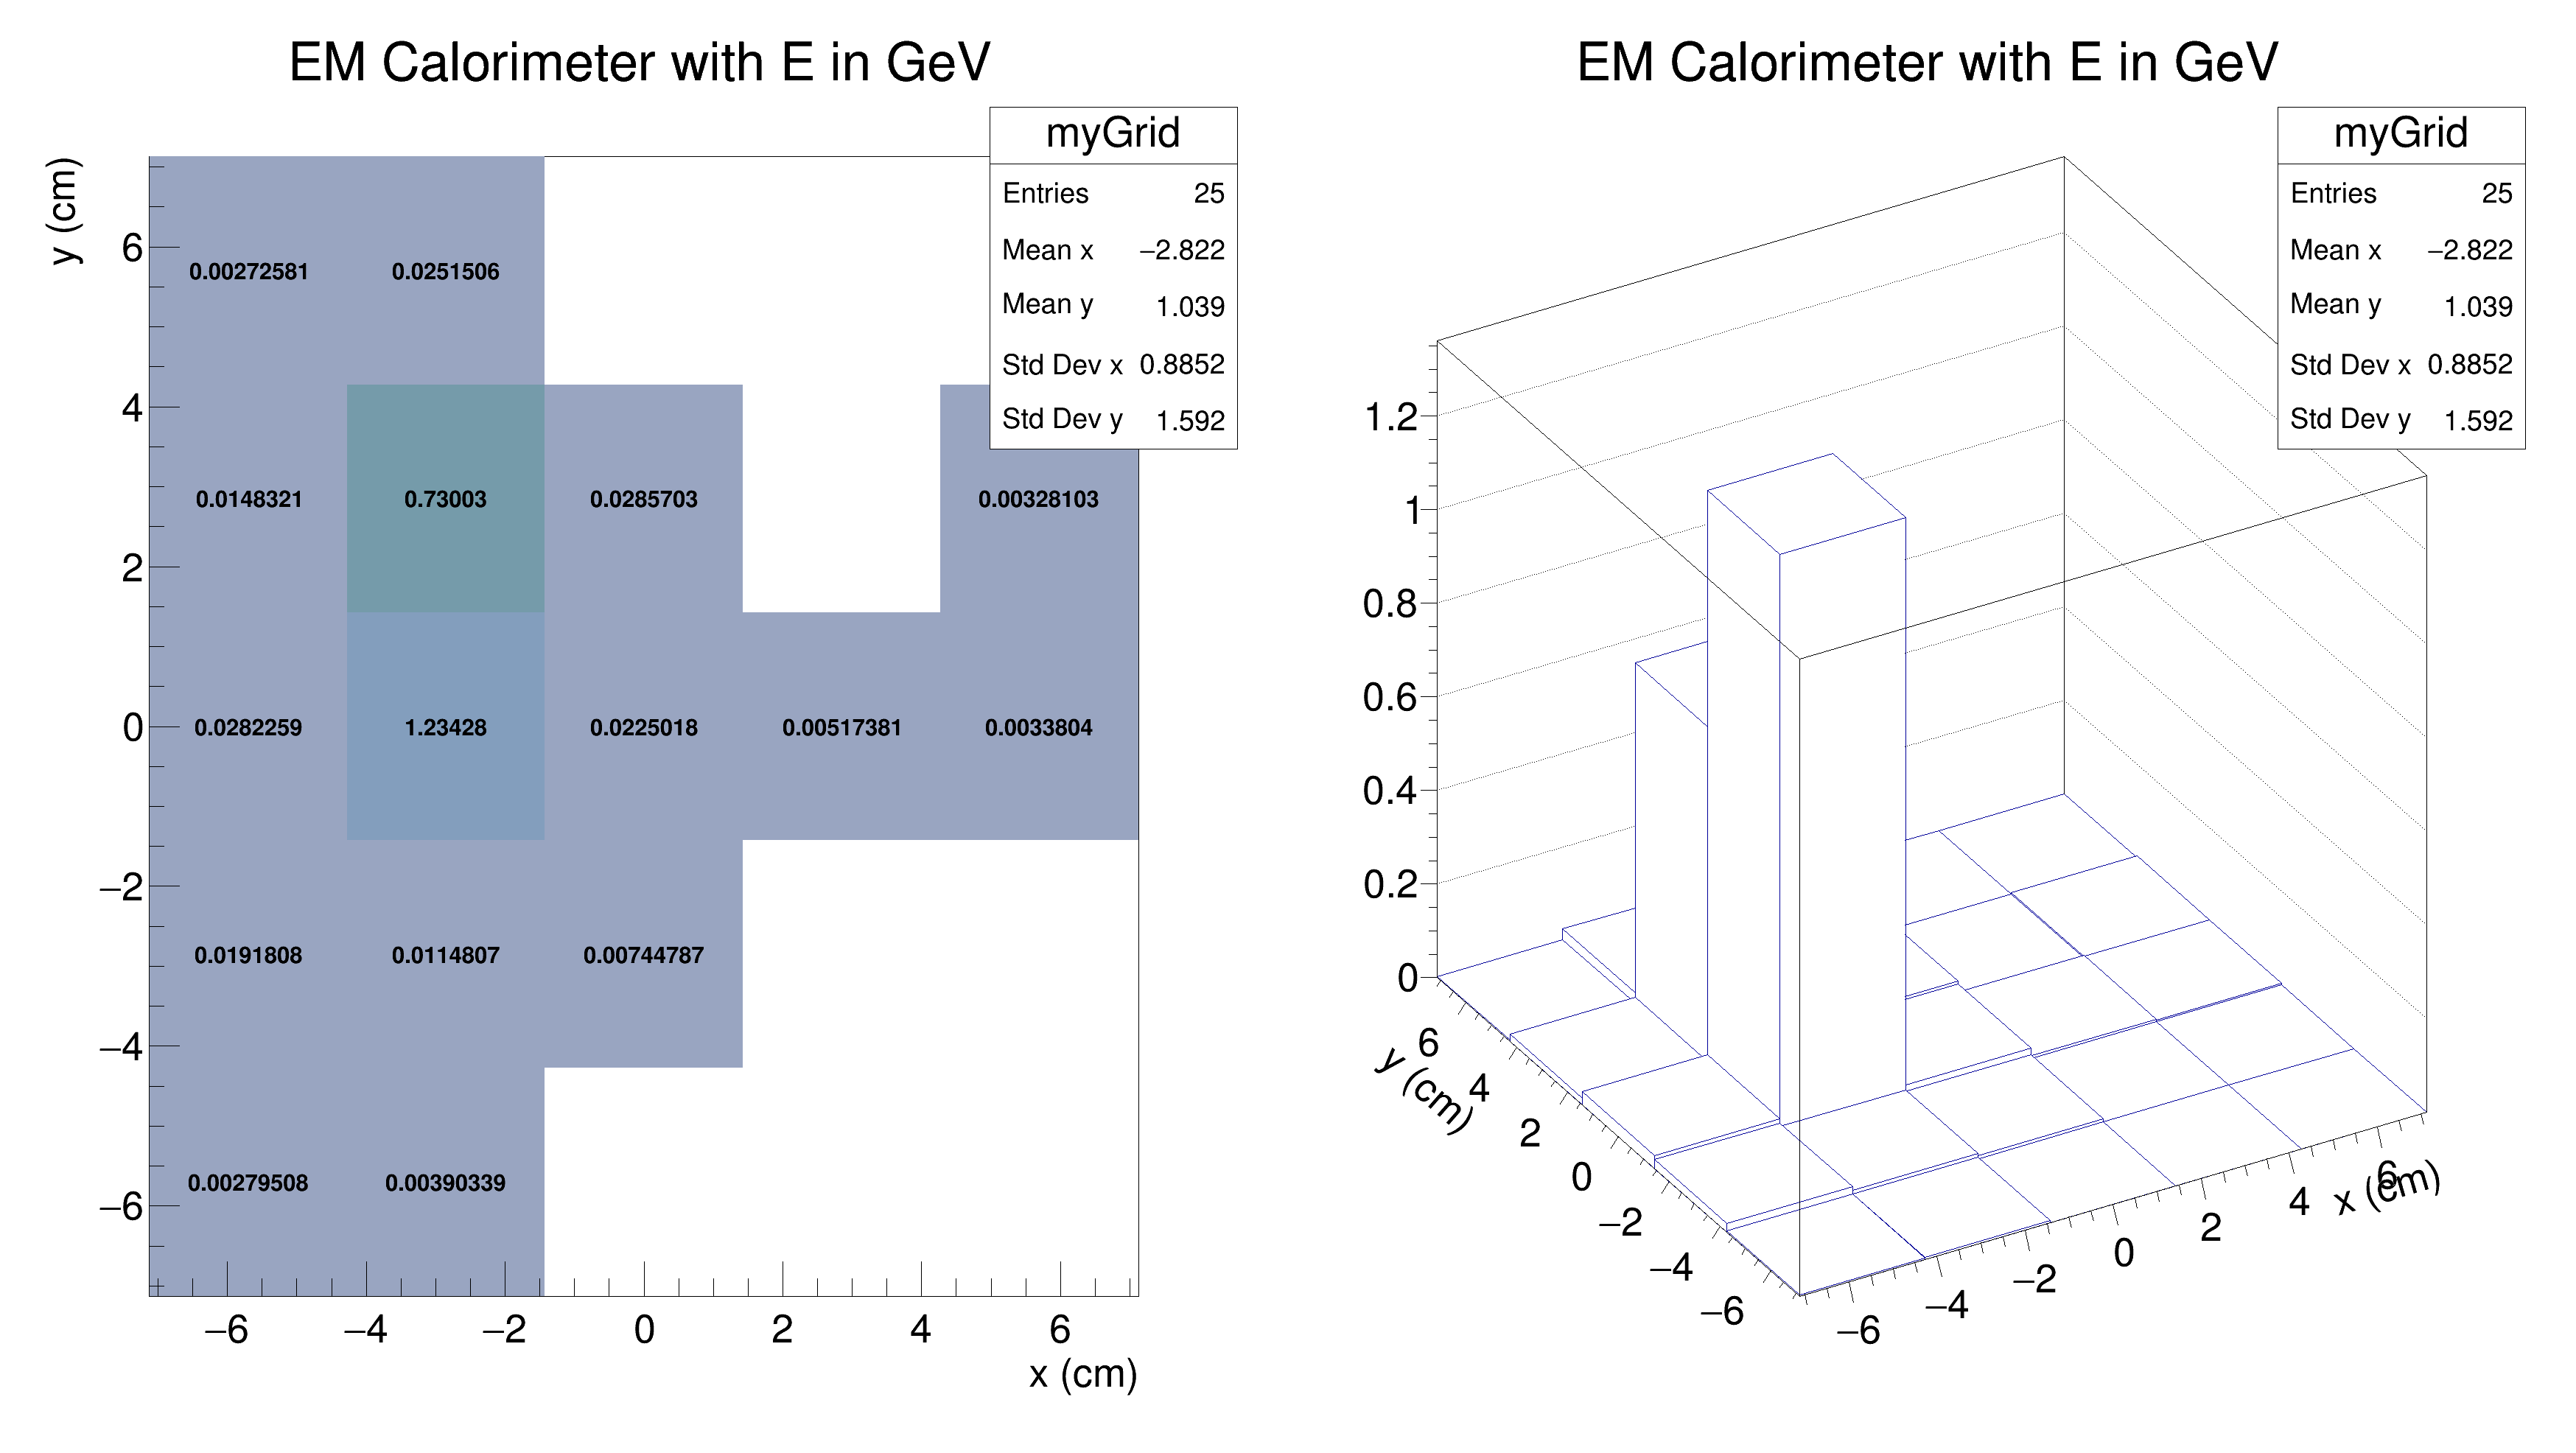 EM Calorimeter with E in GeV
myGrid
Entries 25
Mean x −2.822
Mean y 1.039
Std Dev x 0.8852
Std Dev y 1.592
y (cm)
6
4
2
0
−2
−4
−6
0.00272581 0.0251506
0.0148321 0.73003 0.0285703 0.00328103
0.0282259 1.23428 0.0225018 0.00517381 0.0033804
0.0191808 0.0114807 0.00744787
0.00279508 0.00390339
−6 −4 −2 0 2 4 6
x (cm)
EM Calorimeter with E in GeV
myGrid
Entries 25
Mean x −2.822
Mean y 1.039
Std Dev x 0.8852
Std Dev y 1.592
1.2
1
0.8
0.6
0.4
0.2
0
y (cm)
6
4
2
0
−2
−4
−6
−6 −4 −2 0 2 4 6
x (cm)